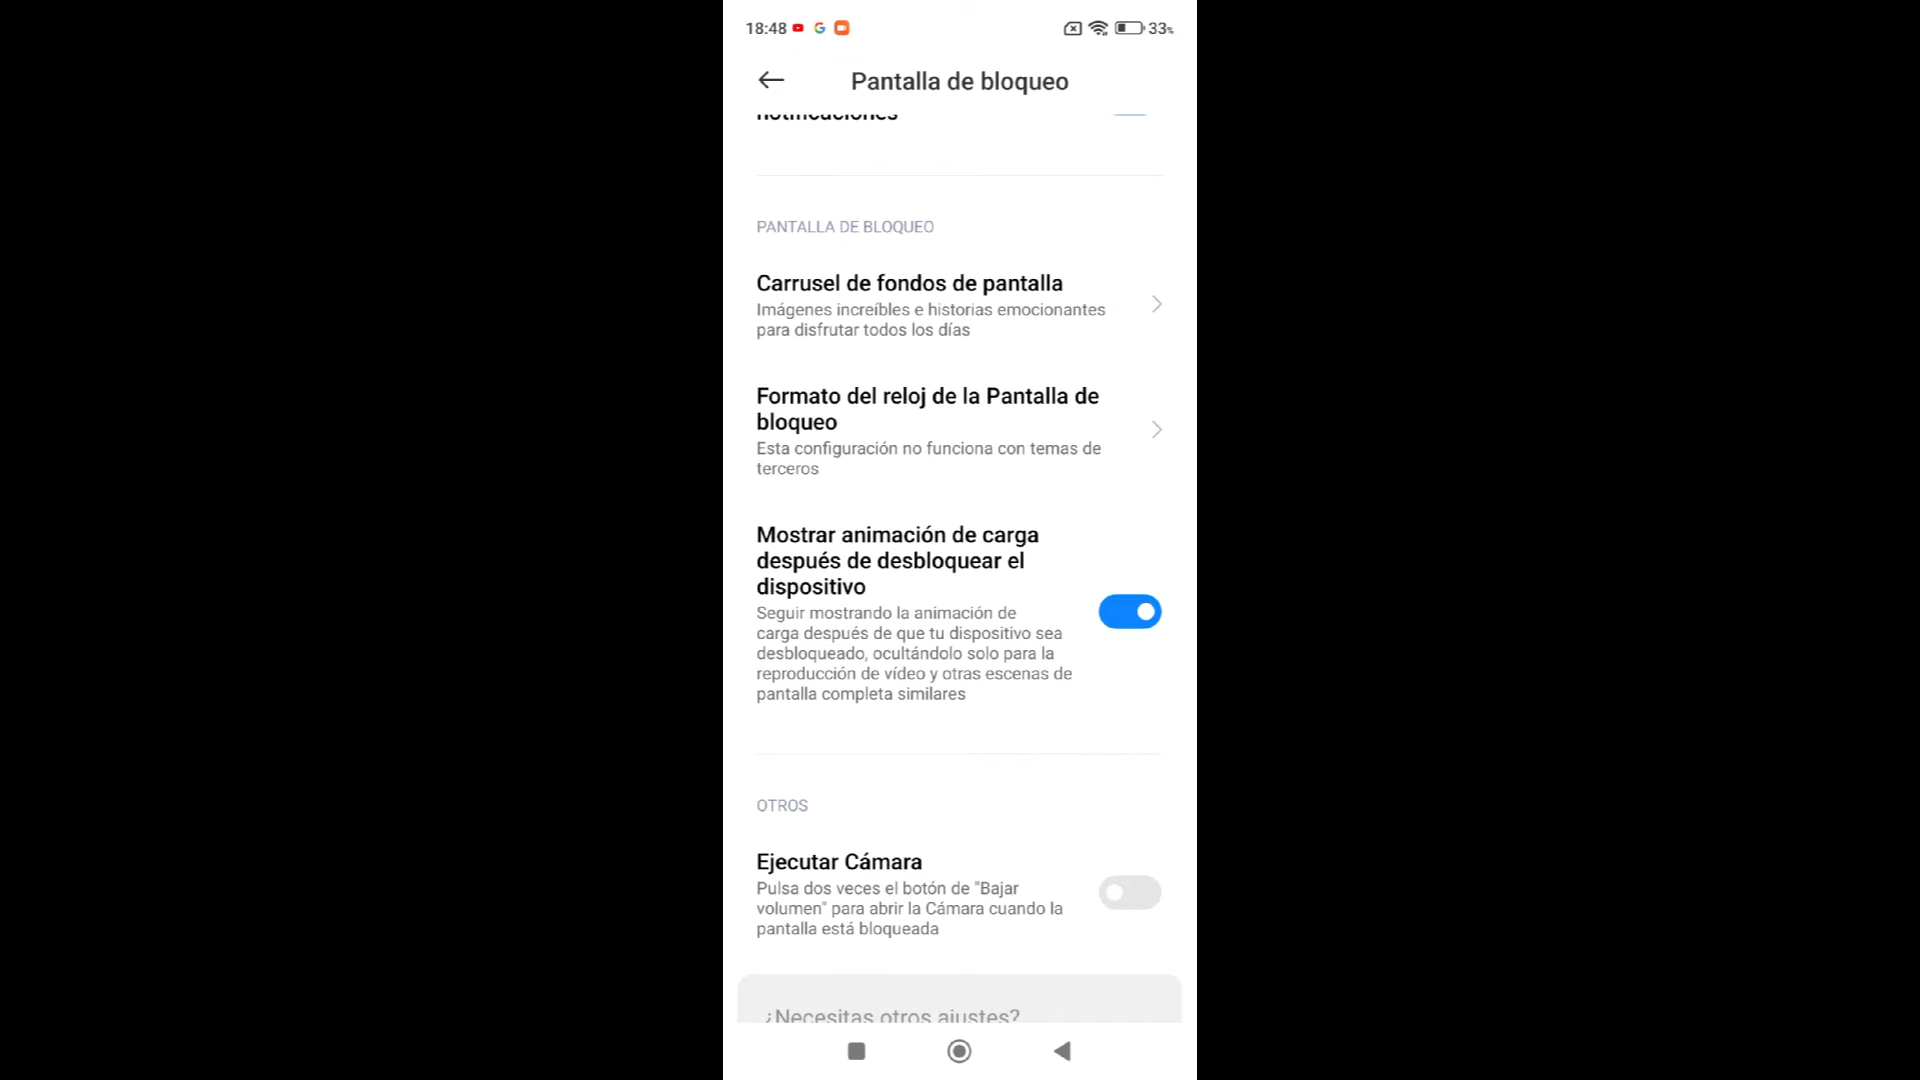 18:48
33%
Pantalla de bloqueo
notificaciones
PANTALLA DE BLOQUEO
Carrusel de fondos de pantalla
Imágenes increíbles e historias emocionantes
para disfrutar todos los días
Formato del reloj de la Pantalla de
bloqueo
Esta configuración no funciona con temas de
terceros
Mostrar animación de carga
después de desbloquear el
dispositivo
Seguir mostrando la animación de
carga después de que tu dispositivo sea
desbloqueado, ocultándolo solo para la
reproducción de vídeo y otras escenas de
pantalla completa similares
OTROS
Ejecutar Cámara
Pulsa dos veces el botón de "Bajar
volumen" para abrir la Cámara cuando la
pantalla está bloqueada
¿Necesitas otros ajustes?